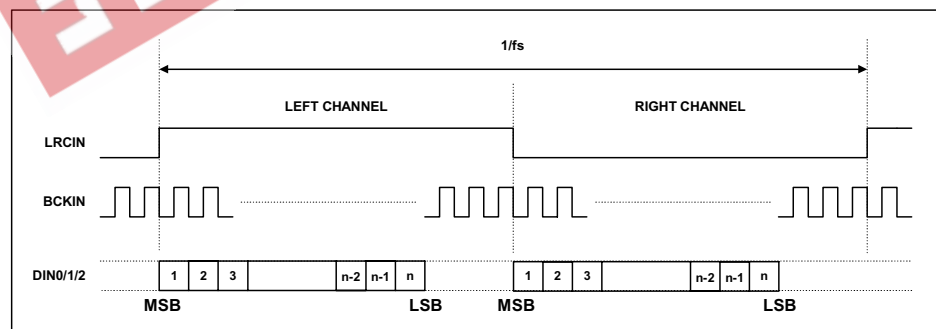 1/fs
LEFT CHANNEL RIGHT CHANNEL
LRCIN
BCKIN
DIN0/1/2 1 2 3 n-2 n-1 n 1 2 3 n-2 n-1 n
MSB LSB MSB LSB